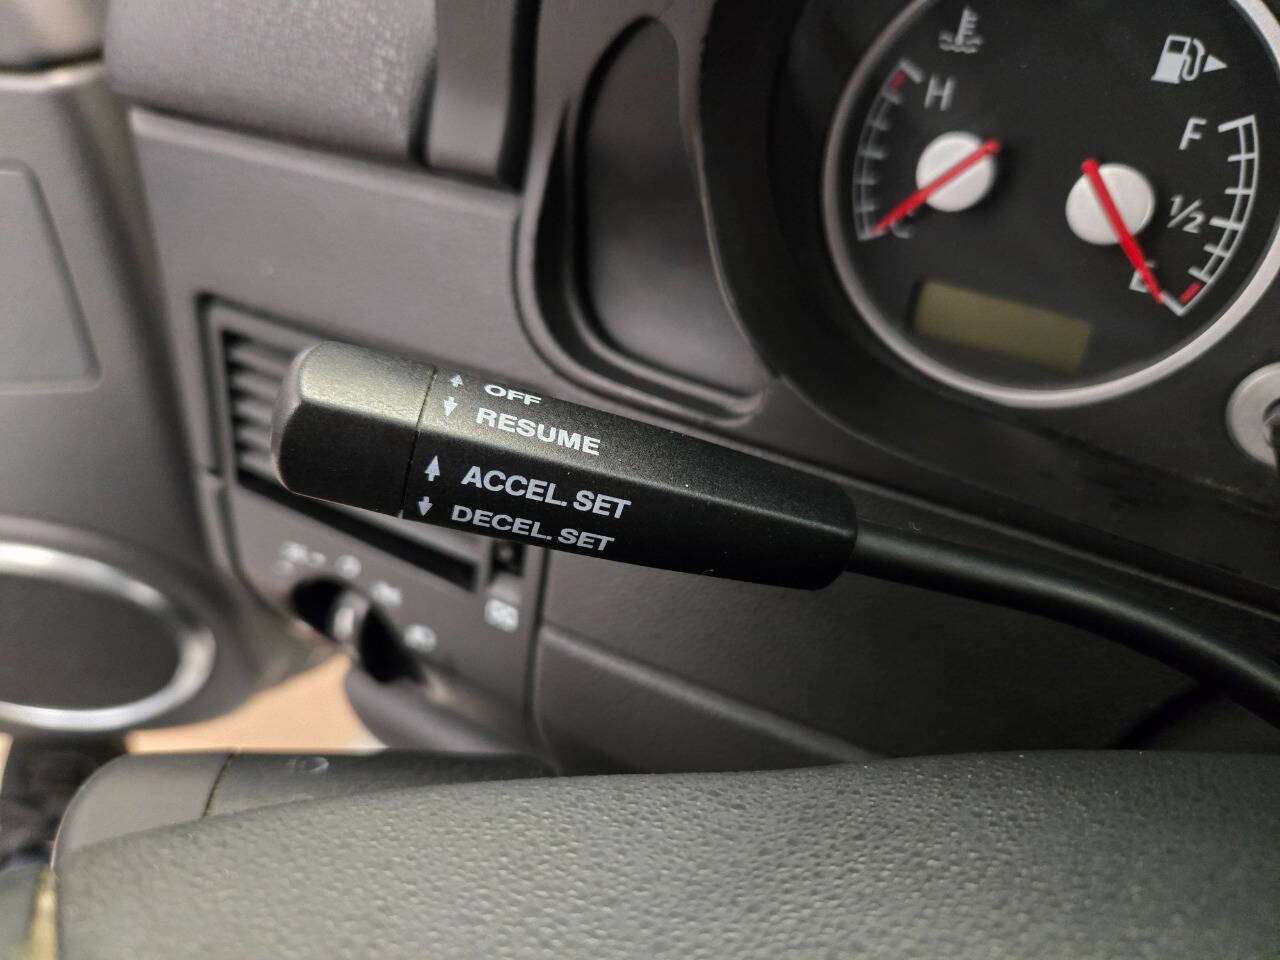 H
F
1/2
E
OFF
RESUME
ACCEL. SET
DECEL. SET